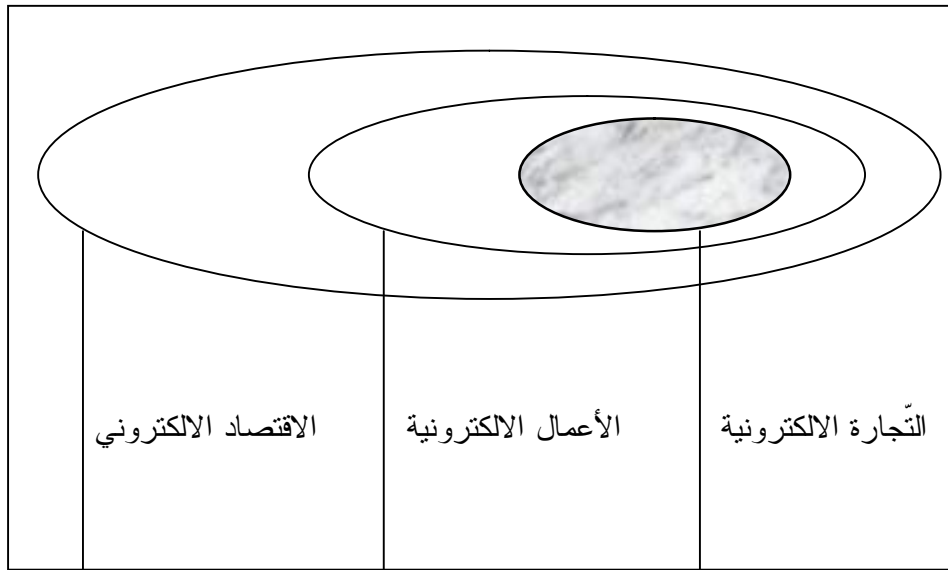 التّجارة الالكترونية
الأعمال الالكترونية
الاقتصاد الالكتروني